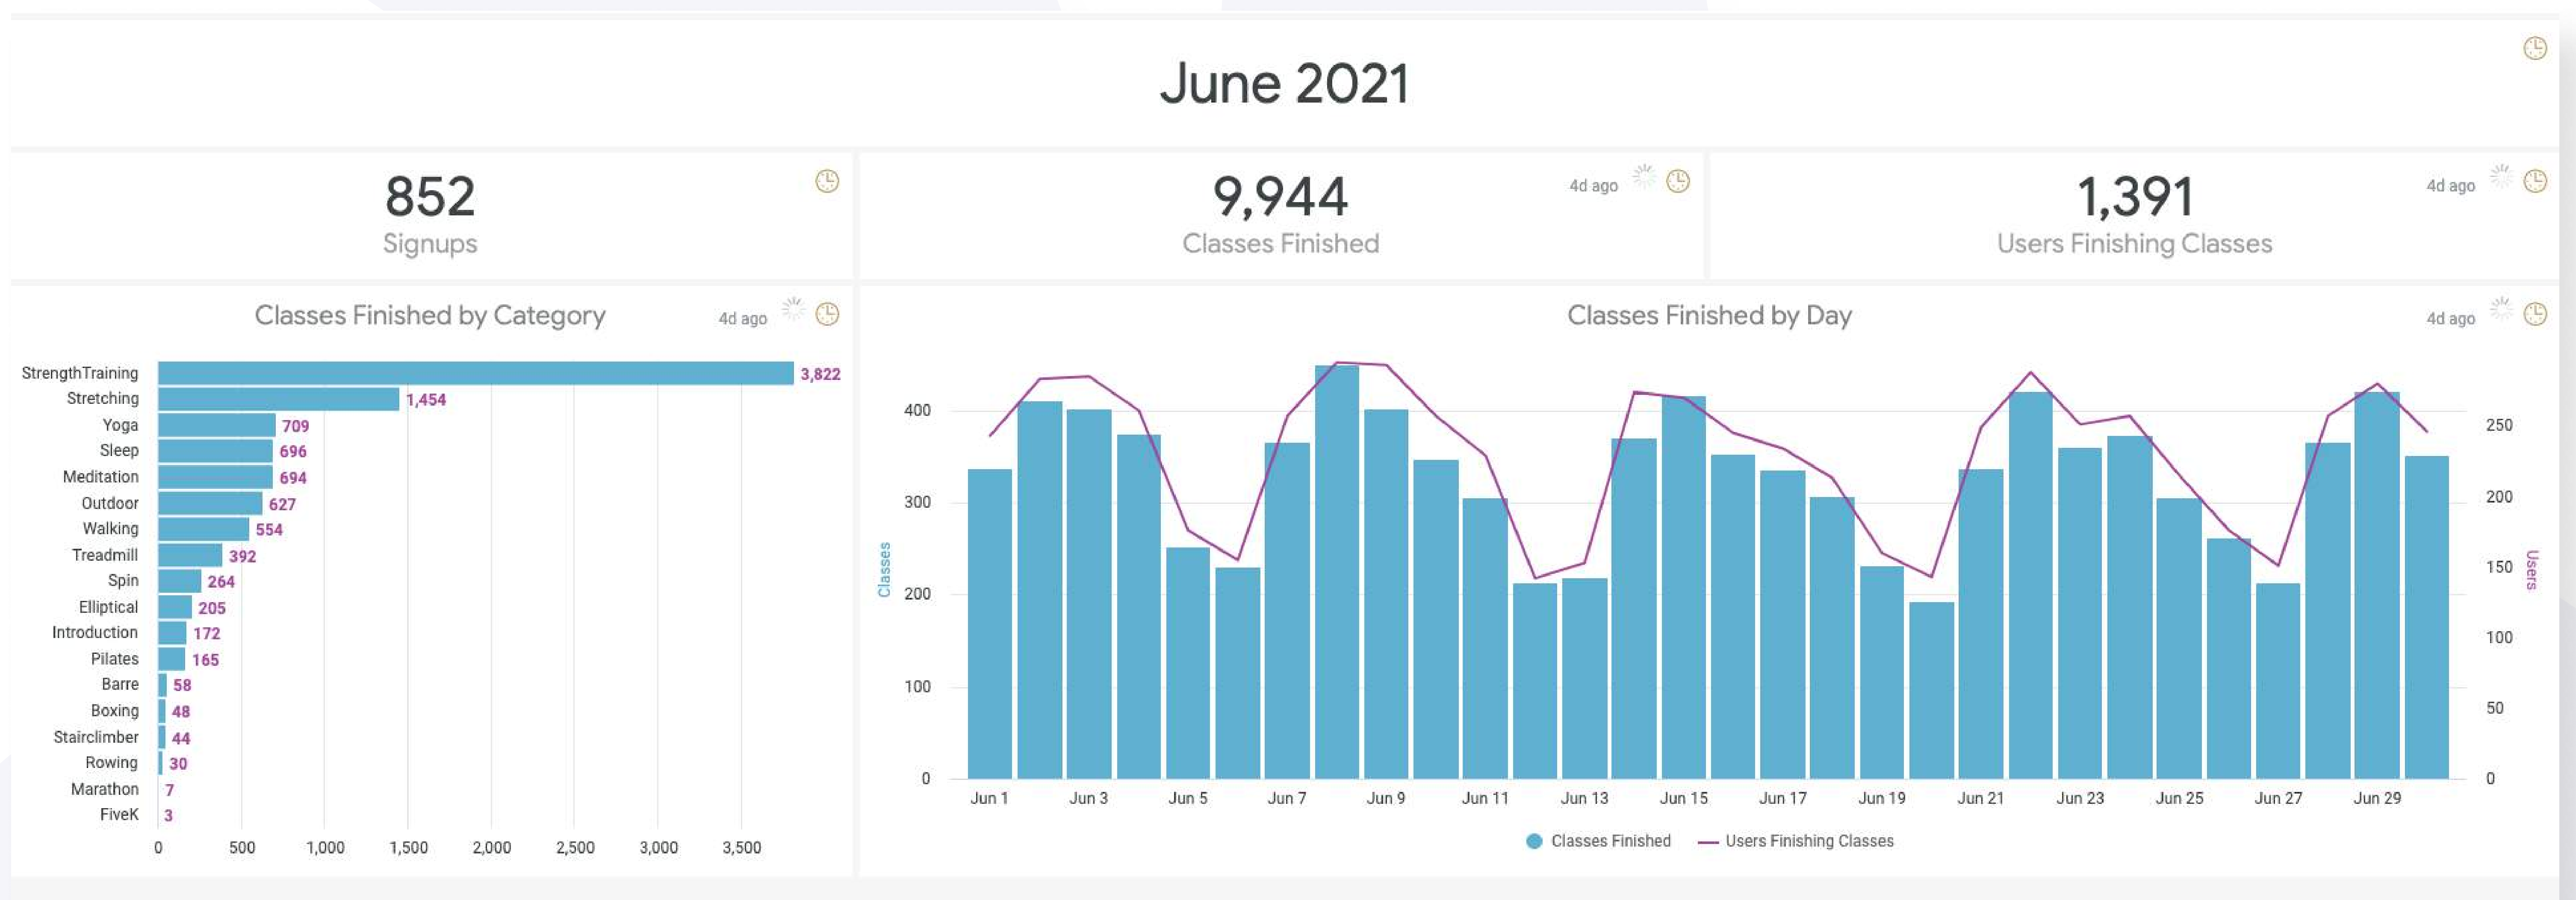 June 2021
852
Signups
9,944
Classes Finished
4d ago
1,391
Users Finishing Classes
4d ago
Classes Finished by Category
4d ago
StrengthTraining 3,822
Stretching 1,454
Yoga 709
Sleep 696
Meditation 694
Outdoor 627
Walking 554
Treadmill 392
Spin 264
Elliptical 205
Introduction 172
Pilates 165
Barre 58
Boxing 48
Stairclimber 44
Rowing 30
Marathon 7
FiveK 3
0 500 1,000 1,500 2,000 2,500 3,000 3,500
Classes Finished by Day
4d ago
Classes
400
300
200
100
0
250
200
150
100
50
0
Users
Jun 1 Jun 3 Jun 5 Jun 7 Jun 9 Jun 11 Jun 13 Jun 15 Jun 17 Jun 19 Jun 21 Jun 23 Jun 25 Jun 27 Jun 29
Classes Finished Users Finishing Classes